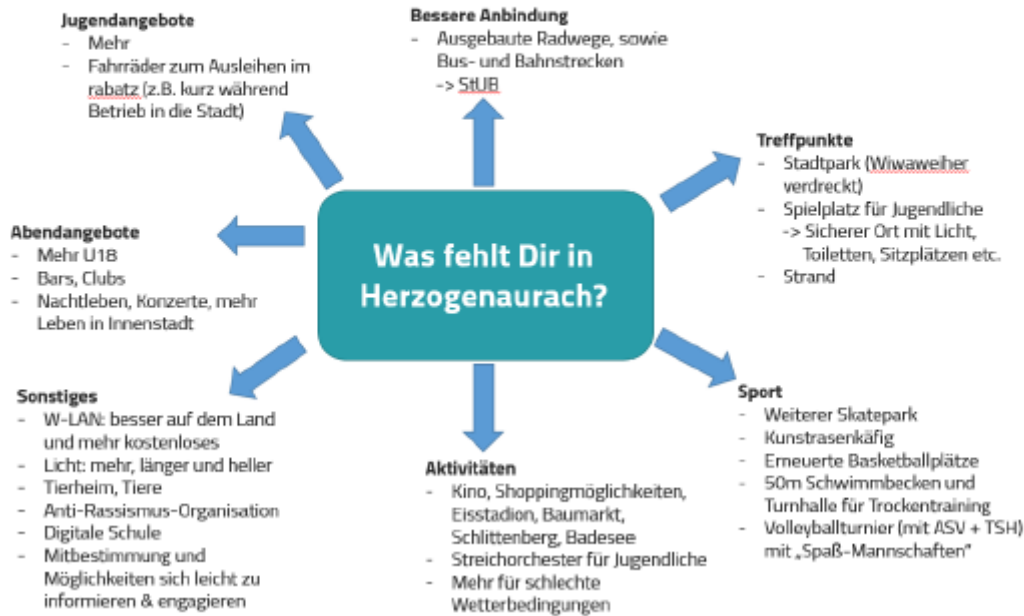 Jugendangebote
- Mehr
- Fahrräder zum Ausleihen im
rabatz (z.B. kurz während
Betrieb in die Stadt)
Bessere Anbindung
- Ausgebaute Radwege, sowie
Bus- und Bahnstrecken
-> StUB
Treffpunkte
- Stadtpark (Wiwaweiher
verdreckt)
- Spielplatz für Jugendliche
-> Sicherer Ort mit Licht,
Toiletten, Sitzplätzen etc.
- Strand
Abendangebote
- Mehr U18
- Bars, Clubs
- Nachtleben, Konzerte, mehr
Leben in Innenstadt
Was fehlt Dir in
Herzogenaurach?
Sonstiges
- W-LAN: besser auf dem Land
und mehr kostenloses
- Licht: mehr, länger und heller
- Tierheim, Tiere
- Anti-Rassismus-Organisation
- Digitale Schule
- Mitbestimmung und
Möglichkeiten sich leicht zu
informieren & engagieren
Aktivitäten
- Kino, Shoppingmöglichkeiten,
Eisstadion, Baumarkt,
Schlittenberg, Badesee
- Streichorchester für Jugendliche
- Mehr für schlechte
Wetterbedingungen
Sport
- Weiterer Skatepark
- Kunstrasenkäfig
- Erneuerte Basketballplätze
- 50m Schwimmbecken und
Turnhalle für Trockentraining
- Volleyballturnier (mit ASV + TSH)
mit „Spaß-Mannschaften"